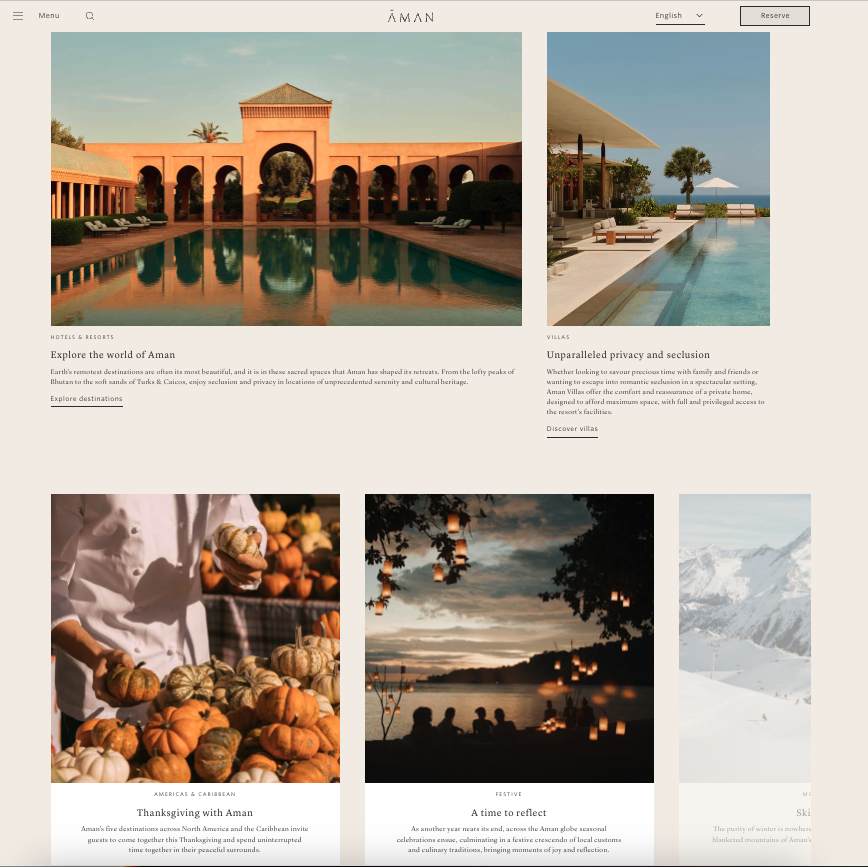 Menu
ĀMAN
English
Reserve
HOTELS & RESORTS
Explore the world of Aman
Earth's remotest destinations are often its most beautiful, and it is in these sacred spaces that Aman has shaped its retreats. From the lofty peaks of
Bhutan to the soft sands of Turks & Caicos, enjoy seclusion and privacy in locations of unprecedented serenity and cultural heritage.
Explore destinations
VILLAS
Unparalleled privacy and seclusion
Whether looking to savour precious time with family and friends or
wanting to escape into romantic seclusion in a spectacular setting,
Aman Villas offer the comfort and reassurance of a private home,
designed to afford maximum space, with full and privileged access to
the resort's facilities.
Discover villas
AMERICAS & CARIBBEAN
Thanksgiving with Aman
Aman's five destinations across North America and the Caribbean invite
guests to come together this Thanksgiving and spend uninterrupted
time together in their peaceful surrounds.
FESTIVE
A time to reflect
As another year nears its end, across the Aman globe seasonal
celebrations ensue, culminating in a festive crescendo of local customs
and culinary traditions, bringing moments of joy and reflection.
Ski
The purity of winter is nowhere
blanketed mountains of Aman's